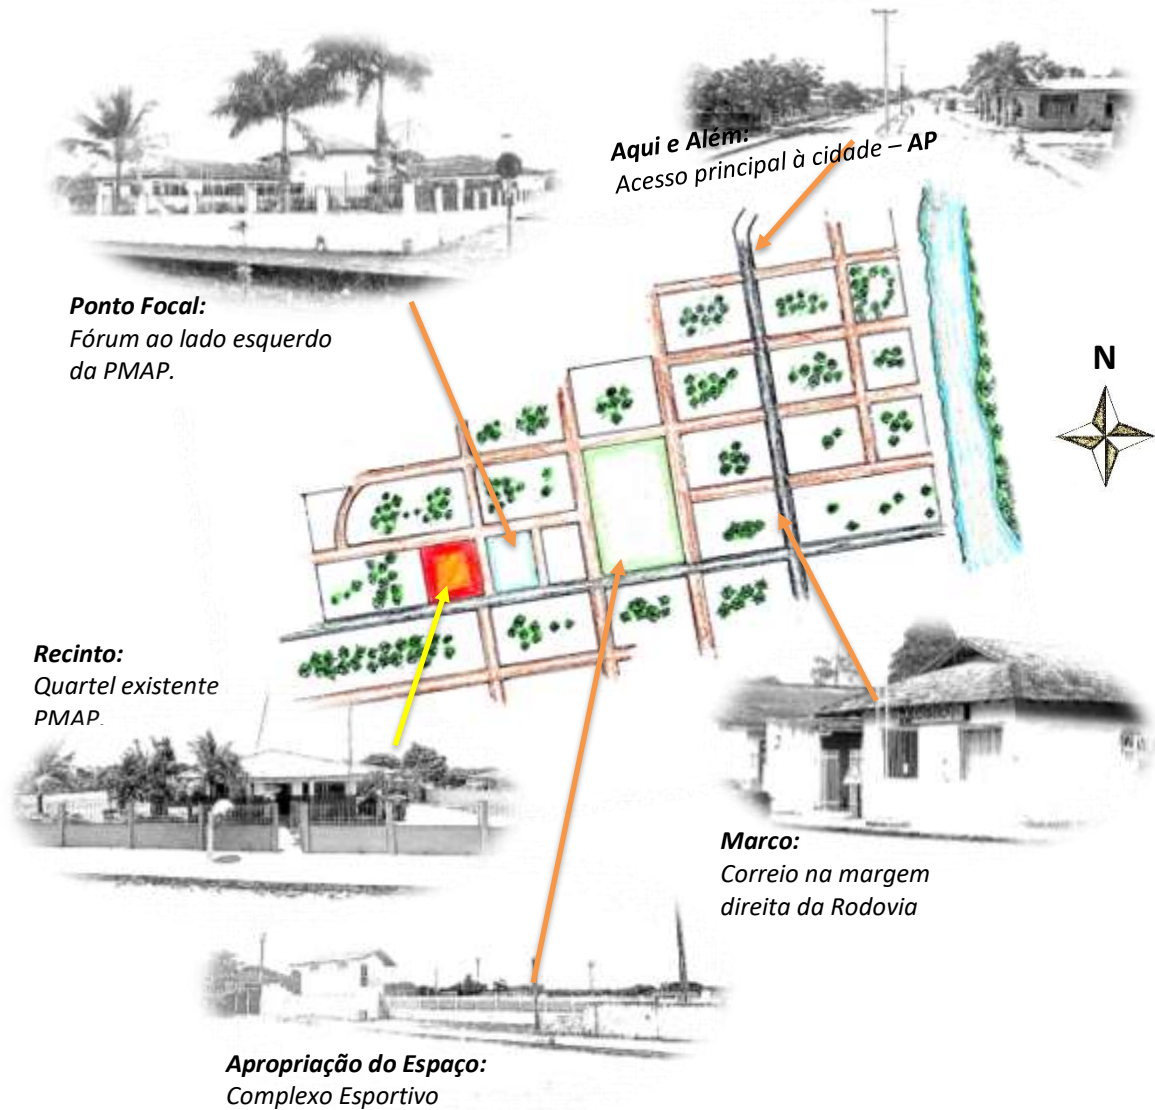 Aqui e Além:
Acesso principal à cidade – AP
Ponto Focal:
Fórum ao lado esquerdo
da PMAP.
N
Recinto:
Quartel existente
PMAP.
Marco:
Correio na margem
direita da Rodovia
Apropriação do Espaço:
Complexo Esportivo